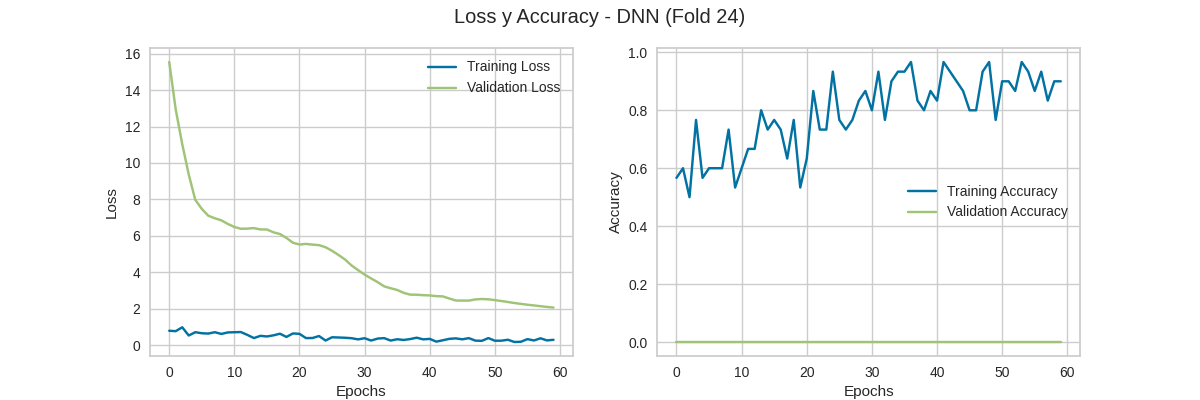 Loss y Accuracy - DNN (Fold 24)
16
14
12
10
8
6
4
2
0
Loss
Training Loss
Validation Loss
0 10 20 30 40 50 60
Epochs
1.0
0.8
0.6
0.4
0.2
0.0
Accuracy
Training Accuracy
Validation Accuracy
0 10 20 30 40 50 60
Epochs